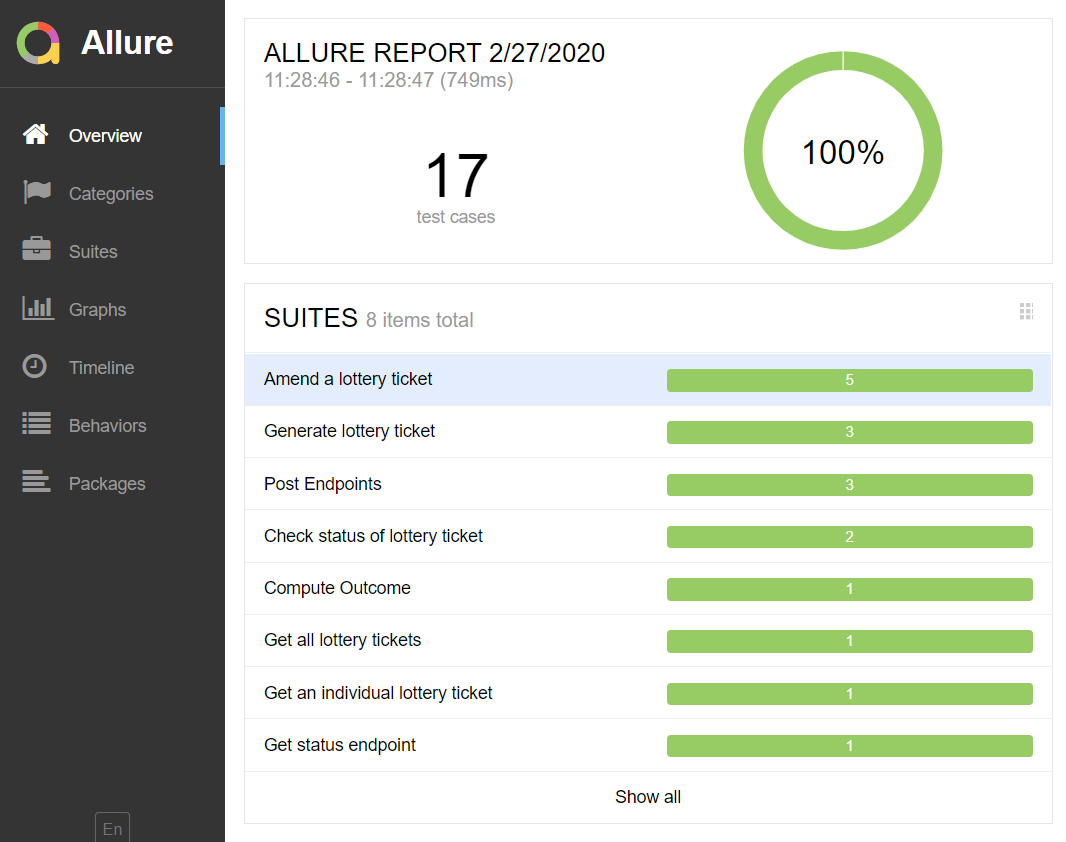 Allure
Overview
Categories
Suites
Graphs
Timeline
Behaviors
Packages
En
ALLURE REPORT 2/27/2020
11:28:46 - 11:28:47 (749ms)
17
test cases
100%
SUITES 8 items total
Amend a lottery ticket 5
Generate lottery ticket 3
Post Endpoints 3
Check status of lottery ticket 2
Compute Outcome 1
Get all lottery tickets 1
Get an individual lottery ticket 1
Get status endpoint 1
Show all